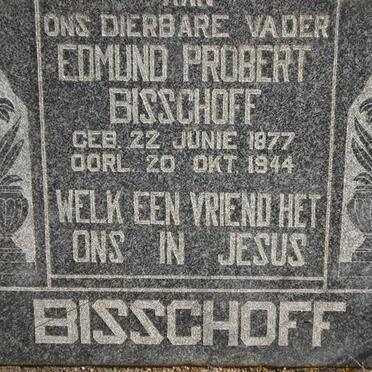 AAN
ONS DIERBARE VADER
EDMUND PROBERT
BISSCHOFF
GEB. 22 JUNIE 1877
OORL. 20 OKT. 1944
WELK EEN VRIEND HET
ONS IN JESUS
BISSCHOFF